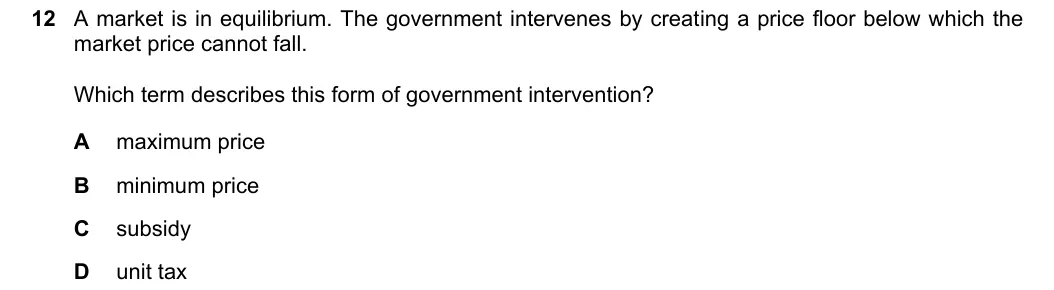 12 A market is in equilibrium. The government intervenes by creating a price floor below which the
market price cannot fall.
Which term describes this form of government intervention?
A maximum price
B minimum price
C subsidy
D unit tax